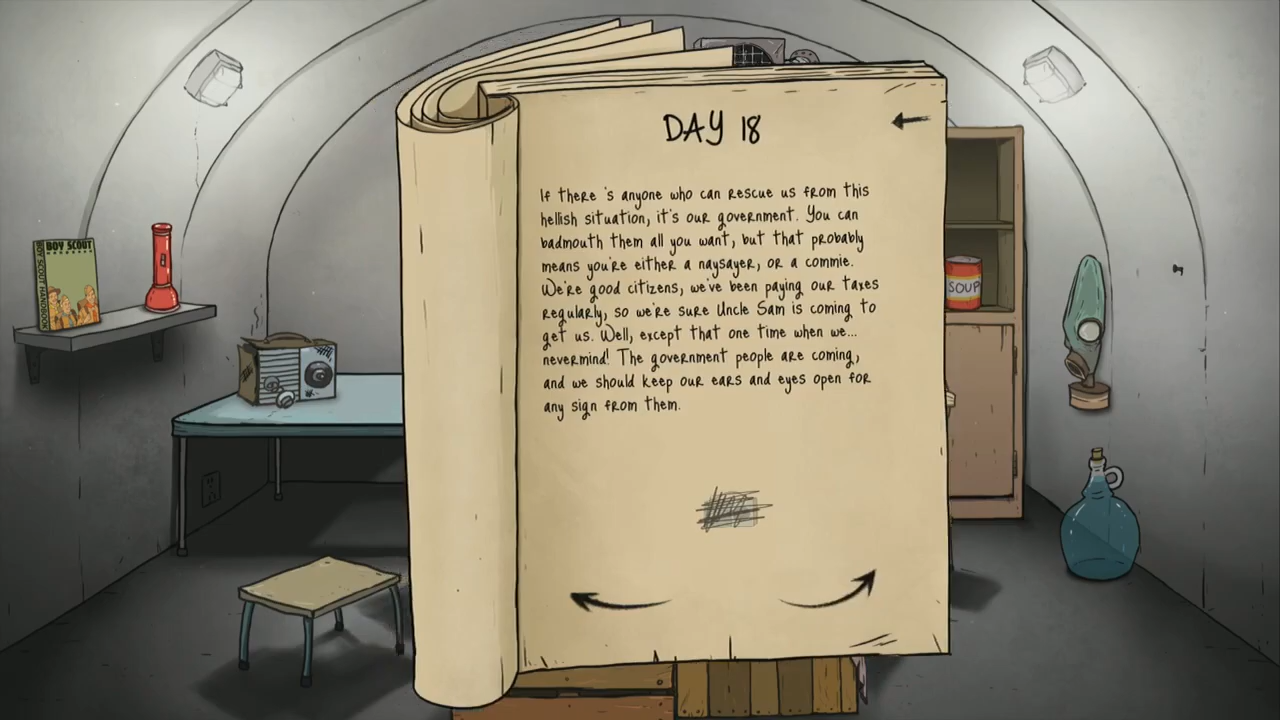 DAY 18
If there 's anyone who can rescue us from this
hellish situation, it's our government. You can
badmouth them all you want, but that probably
means you're either a naysayer, or a commie.
We're good citizens, we've been paying our taxes
regularly, so we're sure Uncle Sam is coming to
get us. Well, except that one time when we...
nevermind! The government people are coming,
and we should keep our ears and eyes open for
any sign from them.
BOY SCOUT
BOY SCOUT HANDBOOK
SOUP